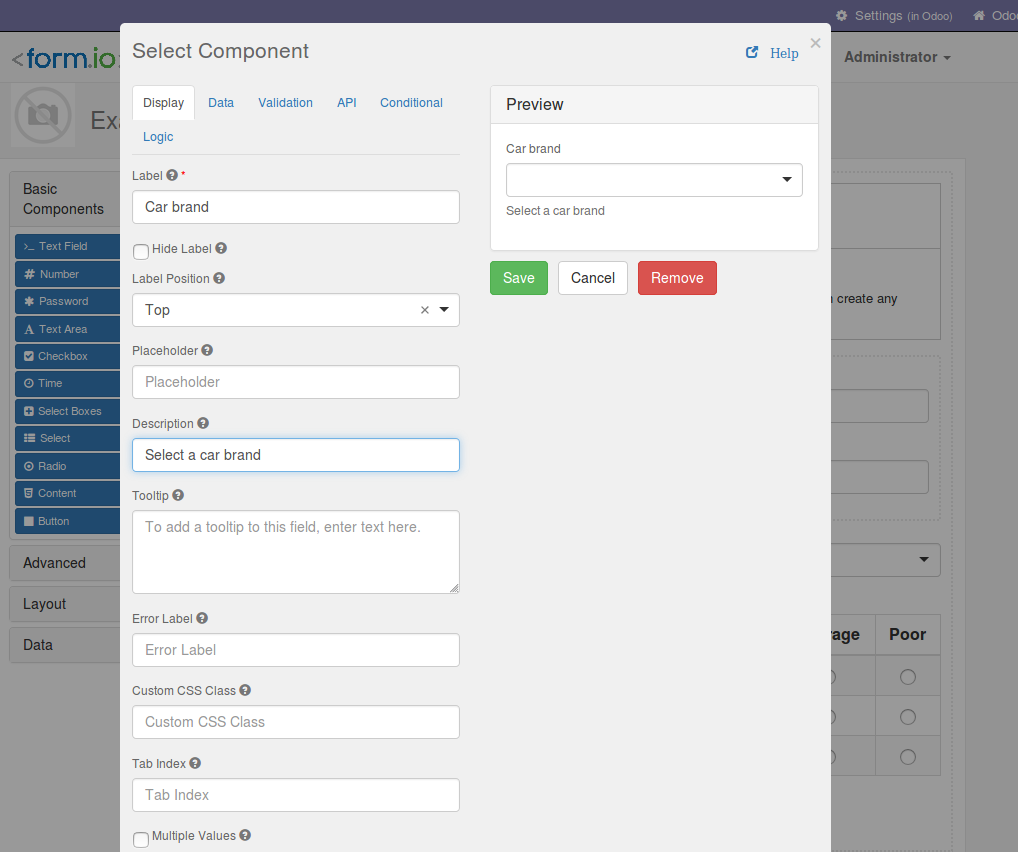 Settings (in Odoo)
Odoo
<form.io>
Administrator
Exa
Basic
Components
Text Field
Number
Password
Text Area
Checkbox
Time
Select Boxes
Select
Radio
Content
Button
Advanced
Layout
Data
Select Component
Help
×
Display
Data
Validation
API
Conditional
Logic
Label *
Car brand
Hide Label
Label Position
Top
Placeholder
Placeholder
Description
Select a car brand
Tooltip
To add a tooltip to this field, enter text here.
Error Label
Error Label
Custom CSS Class
Custom CSS Class
Tab Index
Tab Index
Multiple Values
Preview
Car brand
Select a car brand
Save
Cancel
Remove
create any
rage
Poor